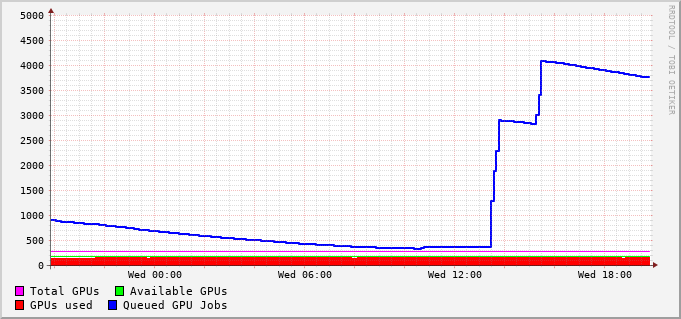 5000
4500
4000
3500
3000
2500
2000
1500
1000
500
0
Wed 00:00 Wed 06:00 Wed 12:00 Wed 18:00
Total GPUs Available GPUs
GPUs used Queued GPU Jobs
RRDTOOL / TOBI OETIKER